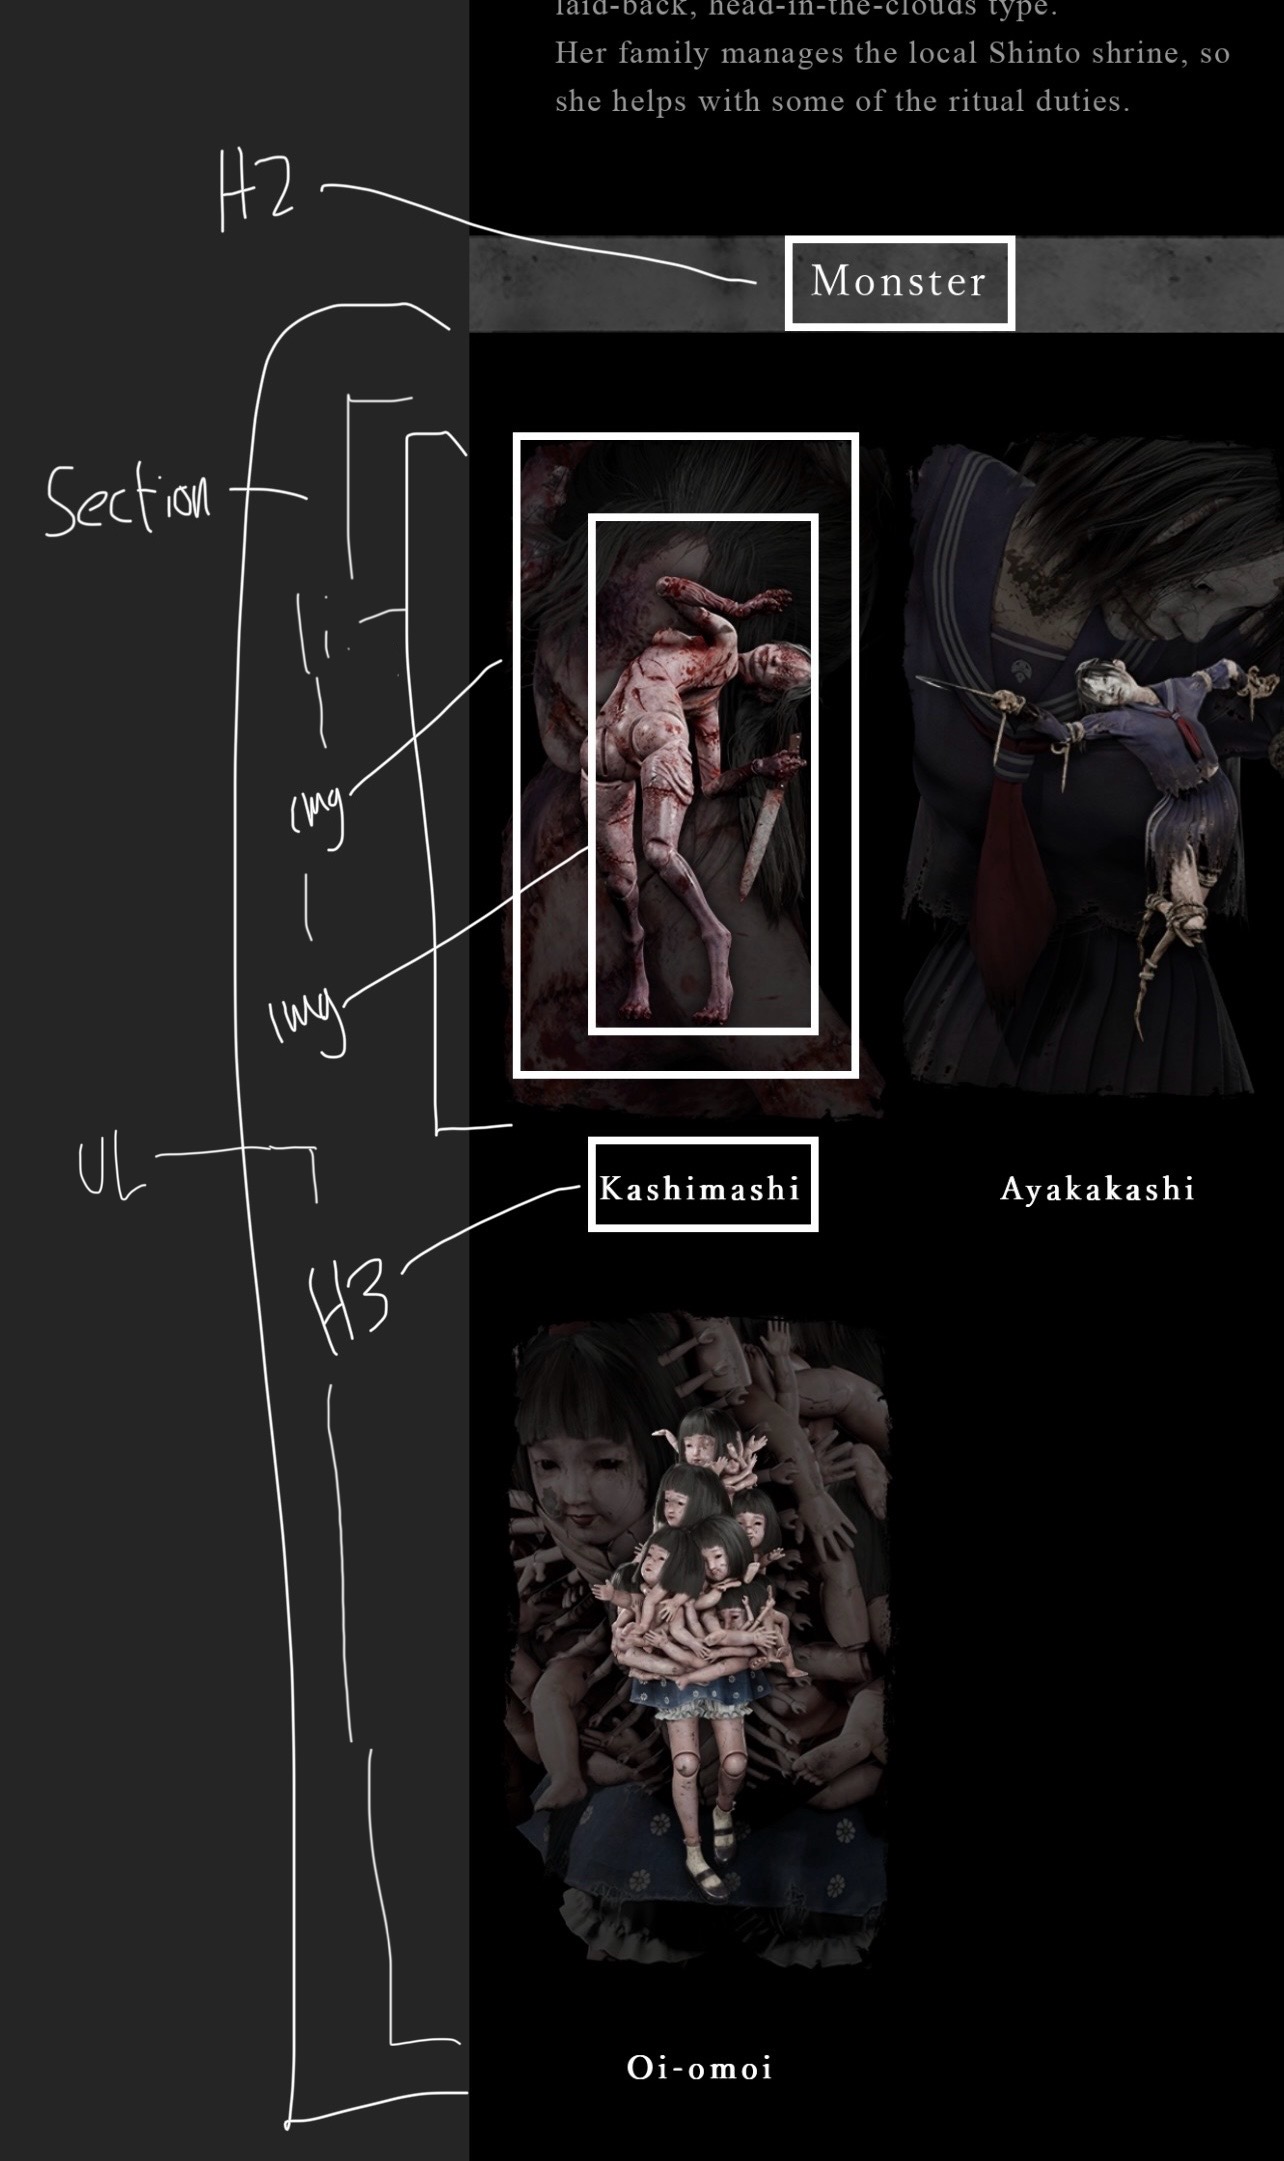 laid-back, head-in-the-clouds type.
Her family manages the local Shinto shrine, so
she helps with some of the ritual duties.
H2
Monster
Section
li
img
img
UL
Kashimashi
Ayakakashi
H3
Oi-omoi